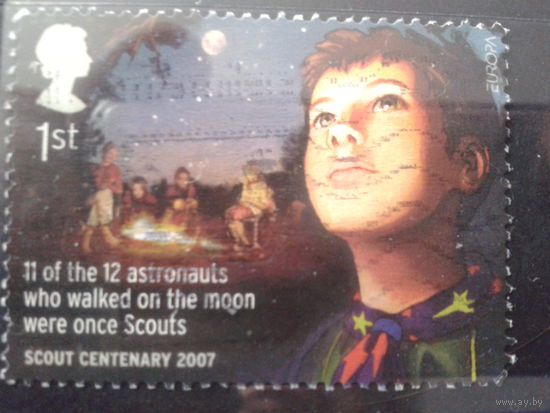 1st
EUROPA
11 of the 12 astronauts
who walked on the moon
were once Scouts
SCOUT CENTENARY 2007
www.ay.by